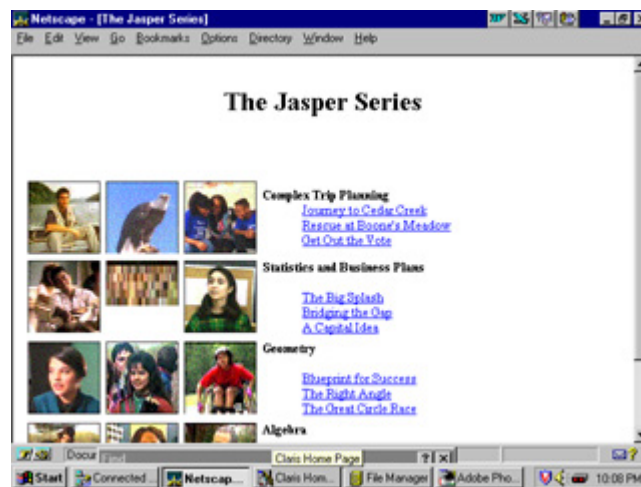 Netscape - [The Jasper Series]
File Edit View Go Bookmarks Options Directory Window Help
The Jasper Series
Complex Trip Planning
Journey to Cedar Creek
Rescue at Boone's Meadow
Get Out the Vote
Statistics and Business Plans
The Big Splash
Bridging the Gap
A Capital Idea
Geometry
Blueprint for Success
The Right Angle
The Great Circle Race
Algebra
Docur Find Claris Home Page
Start Connected ... Netscap... Claris Hom... File Manager Adobe Pho... 10:08 PM